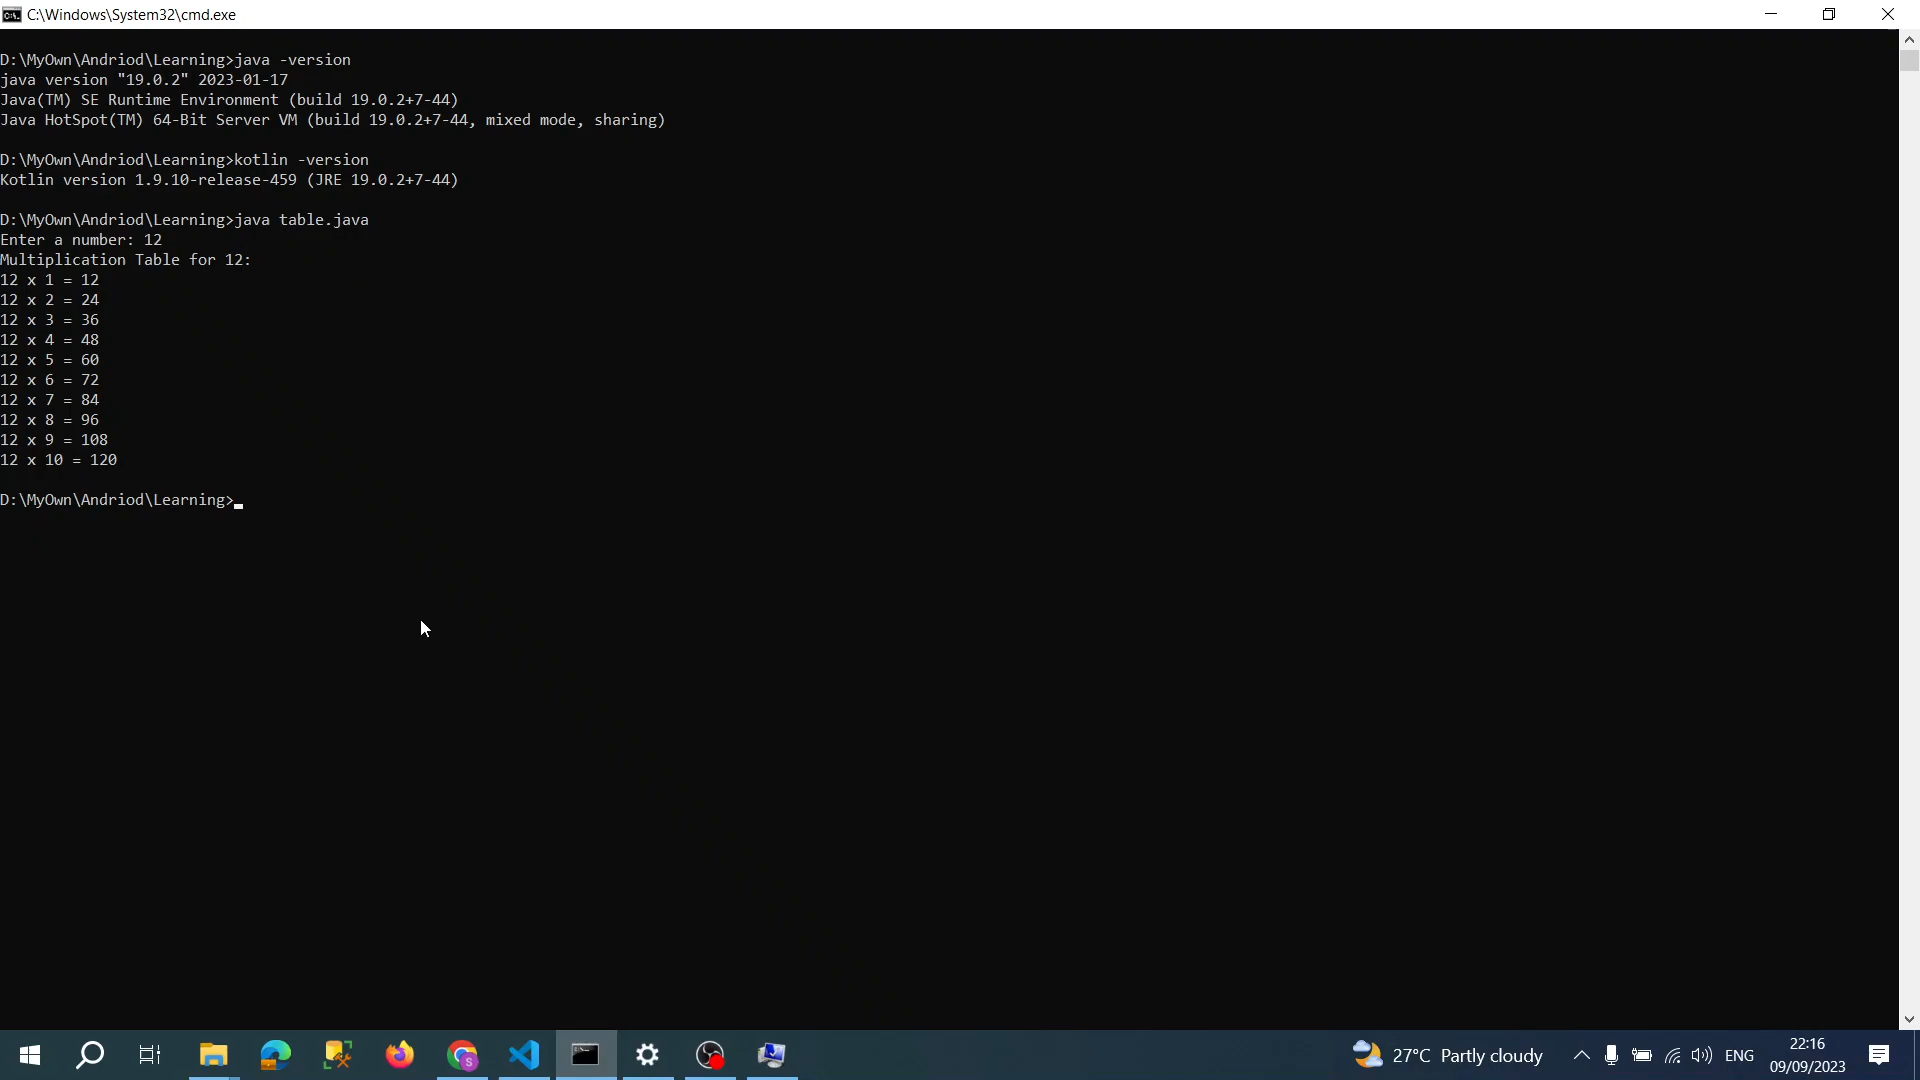 C:\Windows\System32\cmd.exe
D:\MyOwn\Andriod\Learning>java -version
java version "19.0.2" 2023-01-17
Java(TM) SE Runtime Environment (build 19.0.2+7-44)
Java HotSpot(TM) 64-Bit Server VM (build 19.0.2+7-44, mixed mode, sharing)
D:\MyOwn\Andriod\Learning>kotlin -version
Kotlin version 1.9.10-release-459 (JRE 19.0.2+7-44)
D:\MyOwn\Andriod\Learning>java table.java
Enter a number: 12
Multiplication Table for 12:
12 x 1 = 12
12 x 2 = 24
12 x 3 = 36
12 x 4 = 48
12 x 5 = 60
12 x 6 = 72
12 x 7 = 84
12 x 8 = 96
12 x 9 = 108
12 x 10 = 120
D:\MyOwn\Andriod\Learning>
27°C Partly cloudy
ENG
22:16
09/09/2023